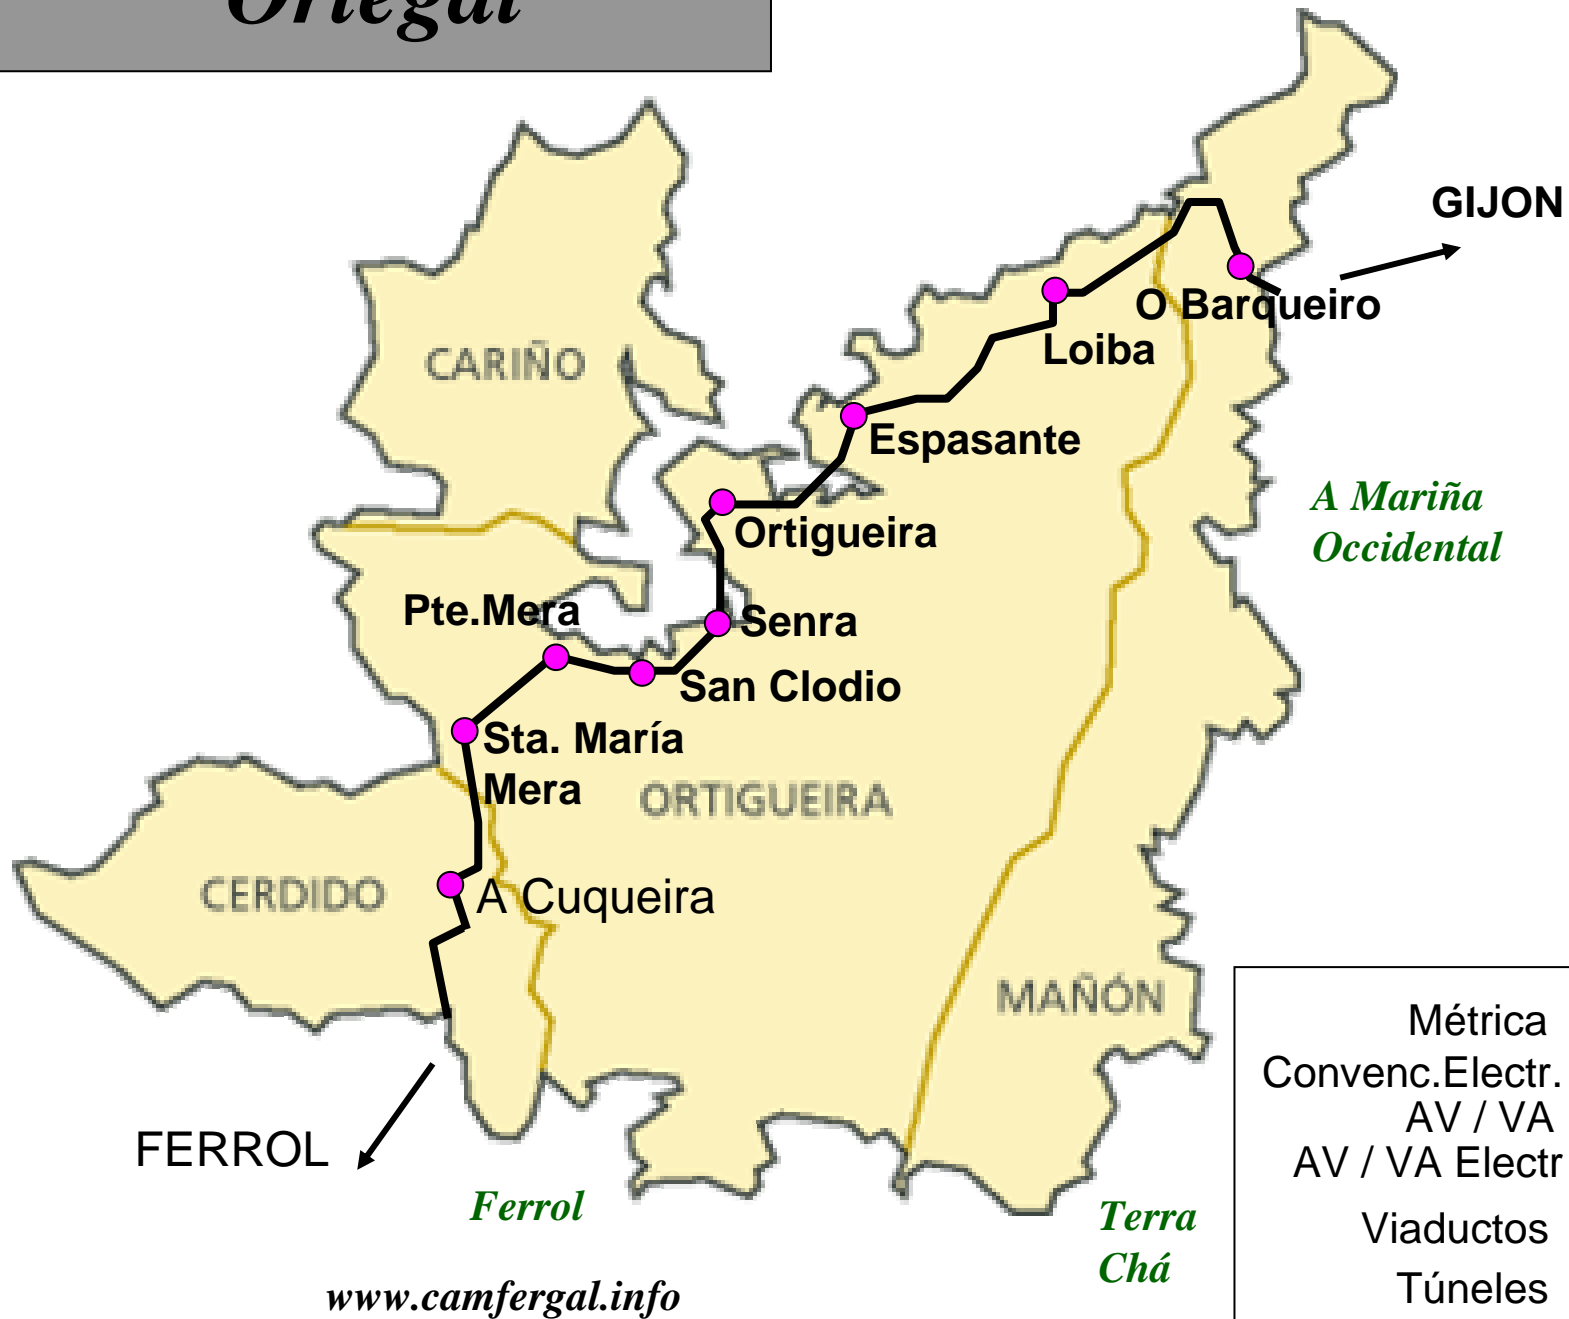 Ortegal
GIJON
O Barqueiro
Loiba
CARIÑO
Espasante
A Mariña
Occidental
Ortigueira
Pte.Mera
Senra
San Clodio
Sta. María
Mera
ORTIGUEIRA
CERDIDO
A Cuqueira
MAÑÓN
Métrica
Convenc.Electr.
AV / VA
AV / VA Electr
Viaductos
Túneles
FERROL
Ferrol
Terra
Chá
www.camfergal.info